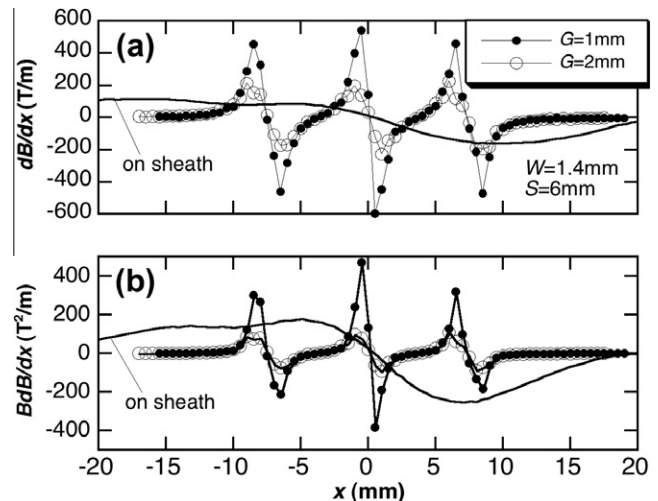 (a)
G=1mm
G=2mm
600
400
200
0
-200
-400
-600
dB/dx (T/m)
on sheath
W=1.4mm
S=6mm
(b)
400
200
0
-200
-400
BdB/dx (T²/m)
on sheath
-20 -15 -10 -5 0 5 10 15 20
x (mm)